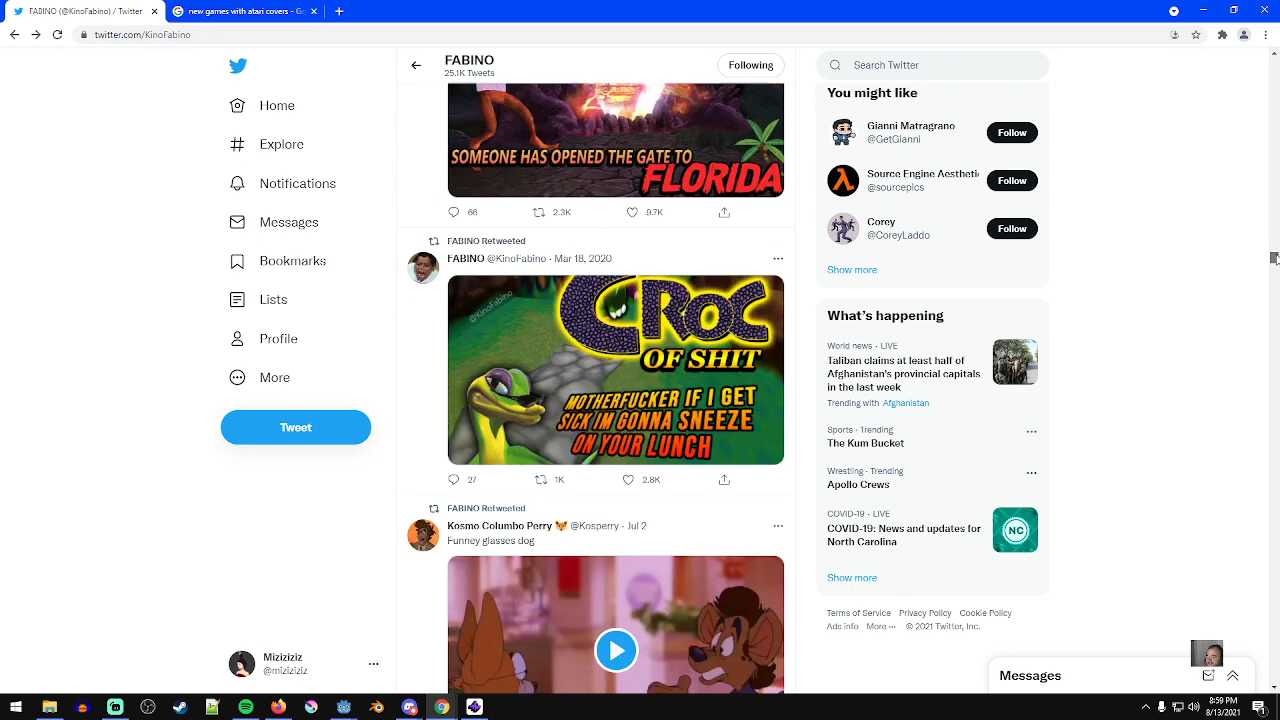 FABINO (@KinoFabino) / Twitter
new games with atari covers - Go
twitter.com/KinoFabino
FABINO
25.1K Tweets
Following
Search Twitter
Home
Explore
Notifications
Messages
Bookmarks
Lists
Profile
More
Tweet
Miziziziz
@miziziziz
SOMEONE HAS OPENED THE GATE TO
FLORIDA
66
2.3K
9.7K
FABINO Retweeted
FABINO @KinoFabino · Mar 18, 2020
@KinoFabino
CROC
OF SHIT
MOTHERFUCKER IF I GET
SICK IM GONNA SNEEZE
ON YOUR LUNCH
27
1K
2.8K
FABINO Retweeted
Kosmo Columbo Perry 🦊 @Kosperry · Jul 2
Funney glasses dog
You might like
Gianni Matragrano
@GetGianni
Follow
Source Engine Aestheti
@sourcepics
Follow
Corey
@CoreyLaddo
Follow
Show more
What's happening
World news · LIVE
Taliban claims at least half of
Afghanistan's provincial capitals
in the last week
Trending with Afghanistan
Sports · Trending
The Kum Bucket
Wrestling · Trending
Apollo Crews
COVID-19 · LIVE
COVID-19: News and updates for
North Carolina
NC
Show more
Terms of Service Privacy Policy Cookie Policy
Ads info More ··· © 2021 Twitter, Inc.
Messages
8:59 PM
8/13/2021